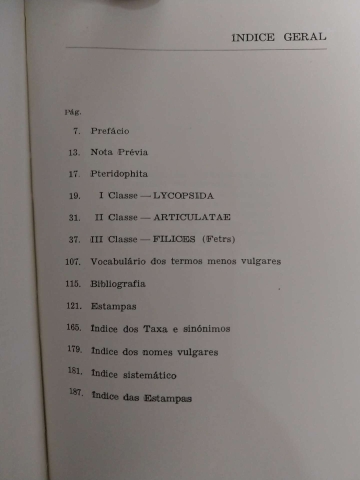 INDICE GERAL
Pág.
7. Prefácio
13. Nota Prévia
17. Pteridophita
19. I Classe — LYCOPSIDA
31. II Classe — ARTICULATAE
37. III Classe — FILICES (Fetrs)
107. Vocabulário dos termos menos vulgares
115. Bibliografia
121. Estampas
165. Indice dos Taxa e sinónimos
179. Indice dos nomes vulgares
181. Indice sistemático
187. Indice das Estampas